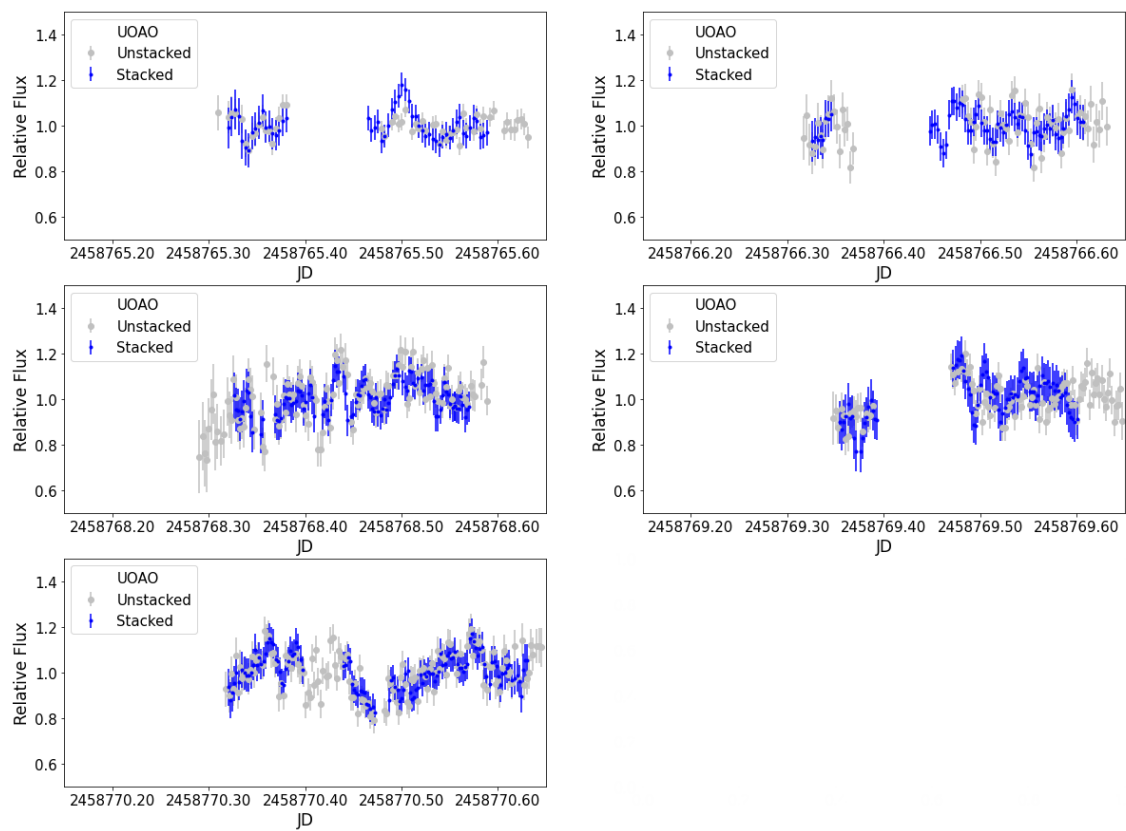 UOAO
Unstacked
Stacked
1.4
1.2
1.0
0.8
0.6
Relative Flux
2458765.20 2458765.30 2458765.40 2458765.50 2458765.60
JD
UOAO
Unstacked
Stacked
1.4
1.2
1.0
0.8
0.6
Relative Flux
2458766.20 2458766.30 2458766.40 2458766.50 2458766.60
JD
UOAO
Unstacked
Stacked
1.4
1.2
1.0
0.8
0.6
Relative Flux
2458768.20 2458768.30 2458768.40 2458768.50 2458768.60
JD
UOAO
Unstacked
Stacked
1.4
1.2
1.0
0.8
0.6
Relative Flux
2458769.20 2458769.30 2458769.40 2458769.50 2458769.60
JD
UOAO
Unstacked
Stacked
1.4
1.2
1.0
0.8
0.6
Relative Flux
2458770.20 2458770.30 2458770.40 2458770.50 2458770.60
JD